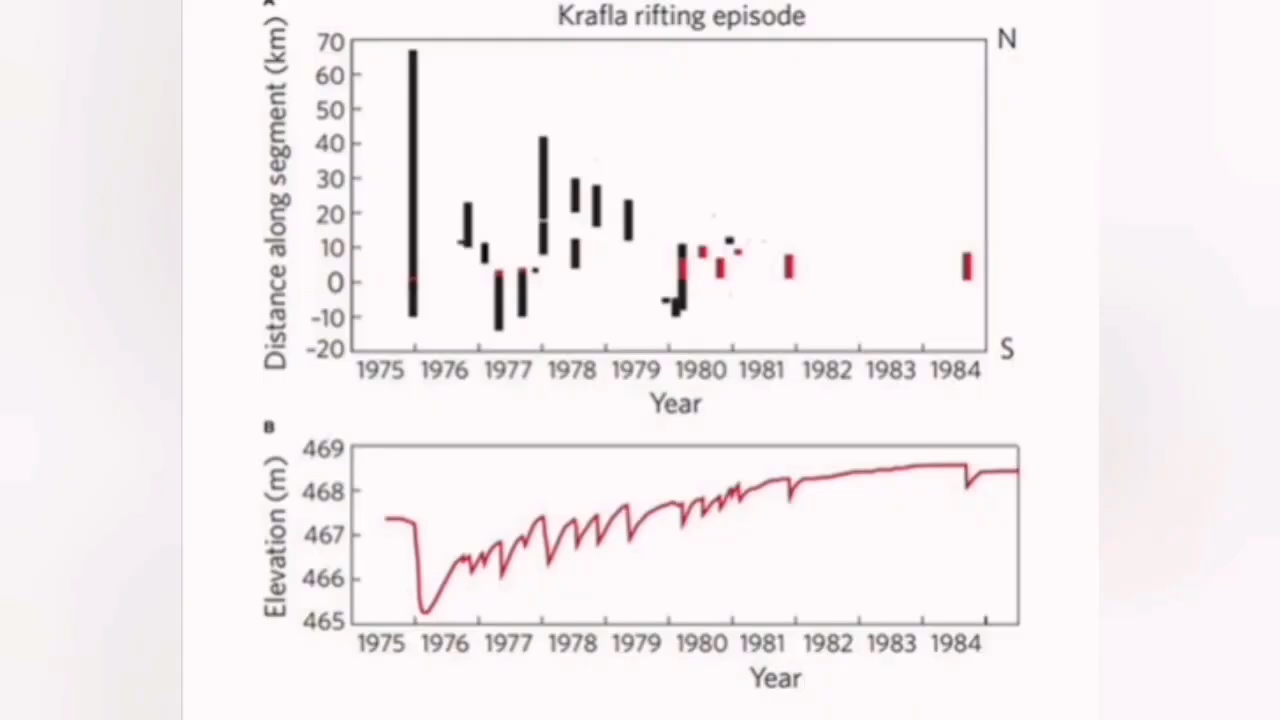 A
Krafla rifting episode
N
Distance along segment (km)
70
60
50
40
30
20
10
0
-10
-20
S
1975 1976 1977 1978 1979 1980 1981 1982 1983 1984
Year
B
Elevation (m)
469
468
467
466
465
1975 1976 1977 1978 1979 1980 1981 1982 1983 1984
Year